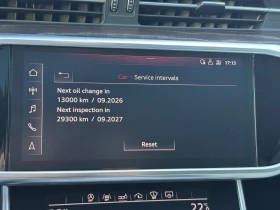 17:13
Car - Service intervals
Next oil change in
13000 km / 09.2026
Next inspection in
29300 km / 09.2027
Reset